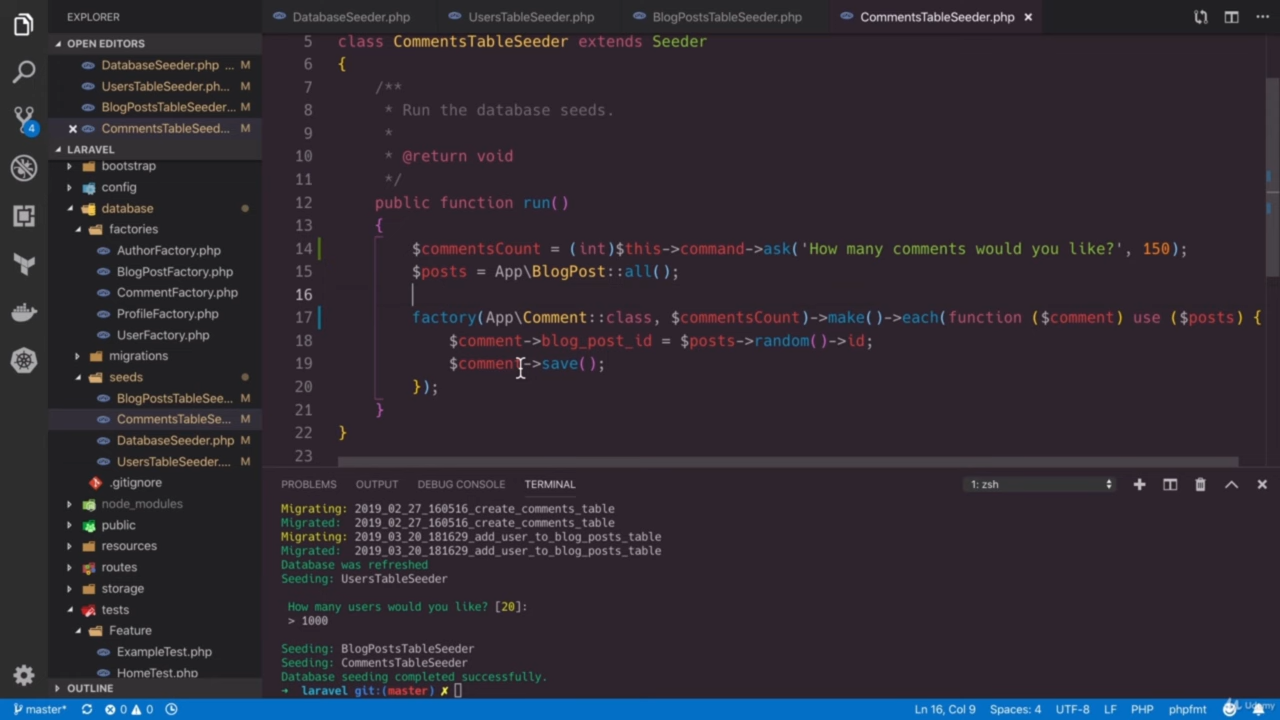 EXPLORER
OPEN EDITORS
DatabaseSeeder.php ... M
UsersTableSeeder.ph... M
BlogPostsTableSeeder... M
CommentsTableSeed... M
4
LARAVEL
bootstrap
config
database
factories
AuthorFactory.php
BlogPostFactory.php
CommentFactory.php
ProfileFactory.php
UserFactory.php
migrations
seeds
BlogPostsTableSee... M
CommentsTableSe... M
DatabaseSeeder.php M
UsersTableSeeder.... M
.gitignore
node_modules
public
resources
routes
storage
tests
Feature
ExampleTest.php
HomeTest.php
OUTLINE
DatabaseSeeder.php UsersTableSeeder.php BlogPostsTableSeeder.php CommentsTableSeeder.php
5 class CommentsTableSeeder extends Seeder
6 {
7 /**
8 * Run the database seeds.
9 *
10 * @return void
11 */
12 public function run()
13 {
14 $commentsCount = (int)$this->command->ask('How many comments would you like?', 150);
15 $posts = App\BlogPost::all();
16
17 factory(App\Comment::class, $commentsCount)->make()->each(function ($comment) use ($posts) {
18 $comment->blog_post_id = $posts->random()->id;
19 $comment->save();
20 });
21 }
22 }
23
PROBLEMS OUTPUT DEBUG CONSOLE TERMINAL 1: zsh
Migrating: 2019_02_27_160516_create_comments_table
Migrated: 2019_02_27_160516_create_comments_table
Migrating: 2019_03_20_181629_add_user_to_blog_posts_table
Migrated: 2019_03_20_181629_add_user_to_blog_posts_table
Database was refreshed
Seeding: UsersTableSeeder
How many users would you like? [20]:
> 1000
Seeding: BlogPostsTableSeeder
Seeding: CommentsTableSeeder
Database seeding completed successfully.
➜ laravel git:(master) ✗
master* 0 0 Ln 16, Col 9 Spaces: 4 UTF-8 LF PHP phpfmt
Udemy